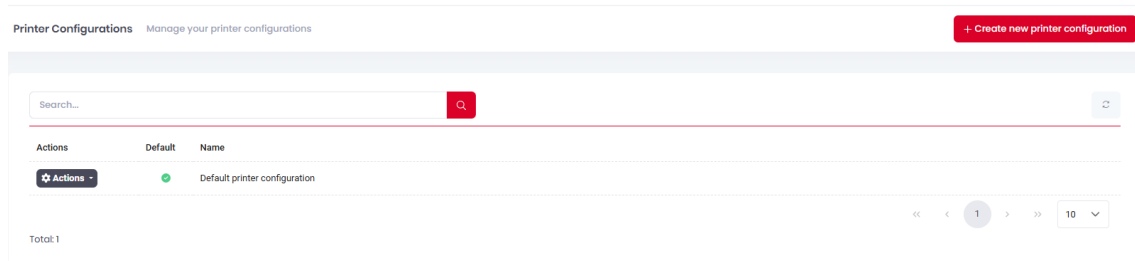 Printer Configurations Manage your printer configurations
+ Create new printer configuration
Search...
Actions Default Name
Actions Default printer configuration
« ‹ 1 › » 10
Total: 1